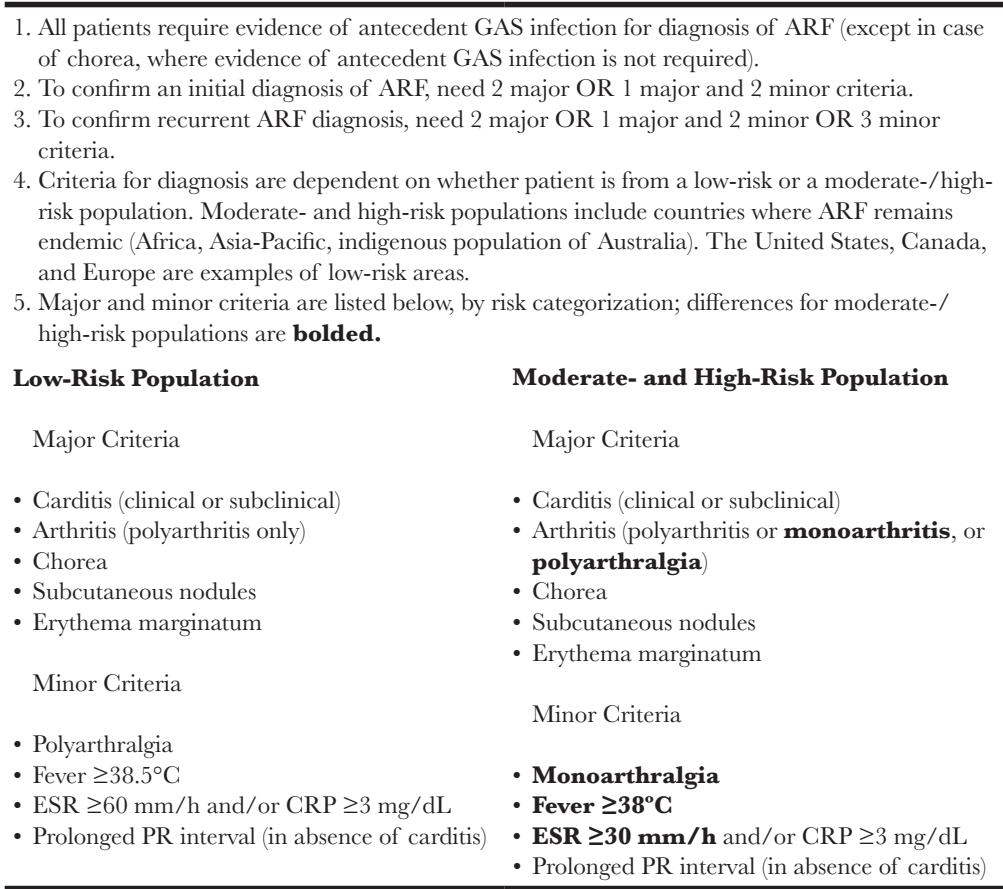 1. All patients require evidence of antecedent GAS infection for diagnosis of ARF (except in case
of chorea, where evidence of antecedent GAS infection is not required).
2. To confirm an initial diagnosis of ARF, need 2 major OR 1 major and 2 minor criteria.
3. To confirm recurrent ARF diagnosis, need 2 major OR 1 major and 2 minor OR 3 minor
criteria.
4. Criteria for diagnosis are dependent on whether patient is from a low-risk or a moderate-/high-
risk population. Moderate- and high-risk populations include countries where ARF remains
endemic (Africa, Asia-Pacific, indigenous population of Australia). The United States, Canada,
and Europe are examples of low-risk areas.
5. Major and minor criteria are listed below, by risk categorization; differences for moderate-/
high-risk populations are bolded.
Low-Risk Population
Major Criteria
• Carditis (clinical or subclinical)
• Arthritis (polyarthritis only)
• Chorea
• Subcutaneous nodules
• Erythema marginatum
Minor Criteria
• Polyarthralgia
• Fever ≥38.5°C
• ESR ≥60 mm/h and/or CRP ≥3 mg/dL
• Prolonged PR interval (in absence of carditis)
Moderate- and High-Risk Population
Major Criteria
• Carditis (clinical or subclinical)
• Arthritis (polyarthritis or monoarthritis, or
polyarthralgia)
• Chorea
• Subcutaneous nodules
• Erythema marginatum
Minor Criteria
• Monoarthralgia
• Fever ≥38ºC
• ESR ≥30 mm/h and/or CRP ≥3 mg/dL
• Prolonged PR interval (in absence of carditis)